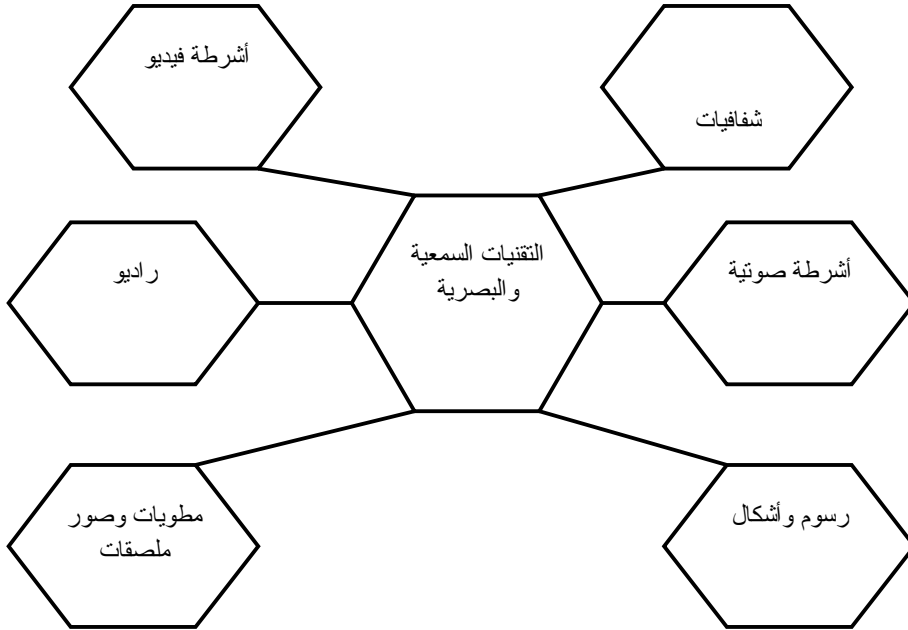 أشرطة فيديو
شفافيات
التقنيات السمعية
والبصرية
أشرطة صوتية
راديو
رسوم وأشكال
مطويات وصور
ملصقات